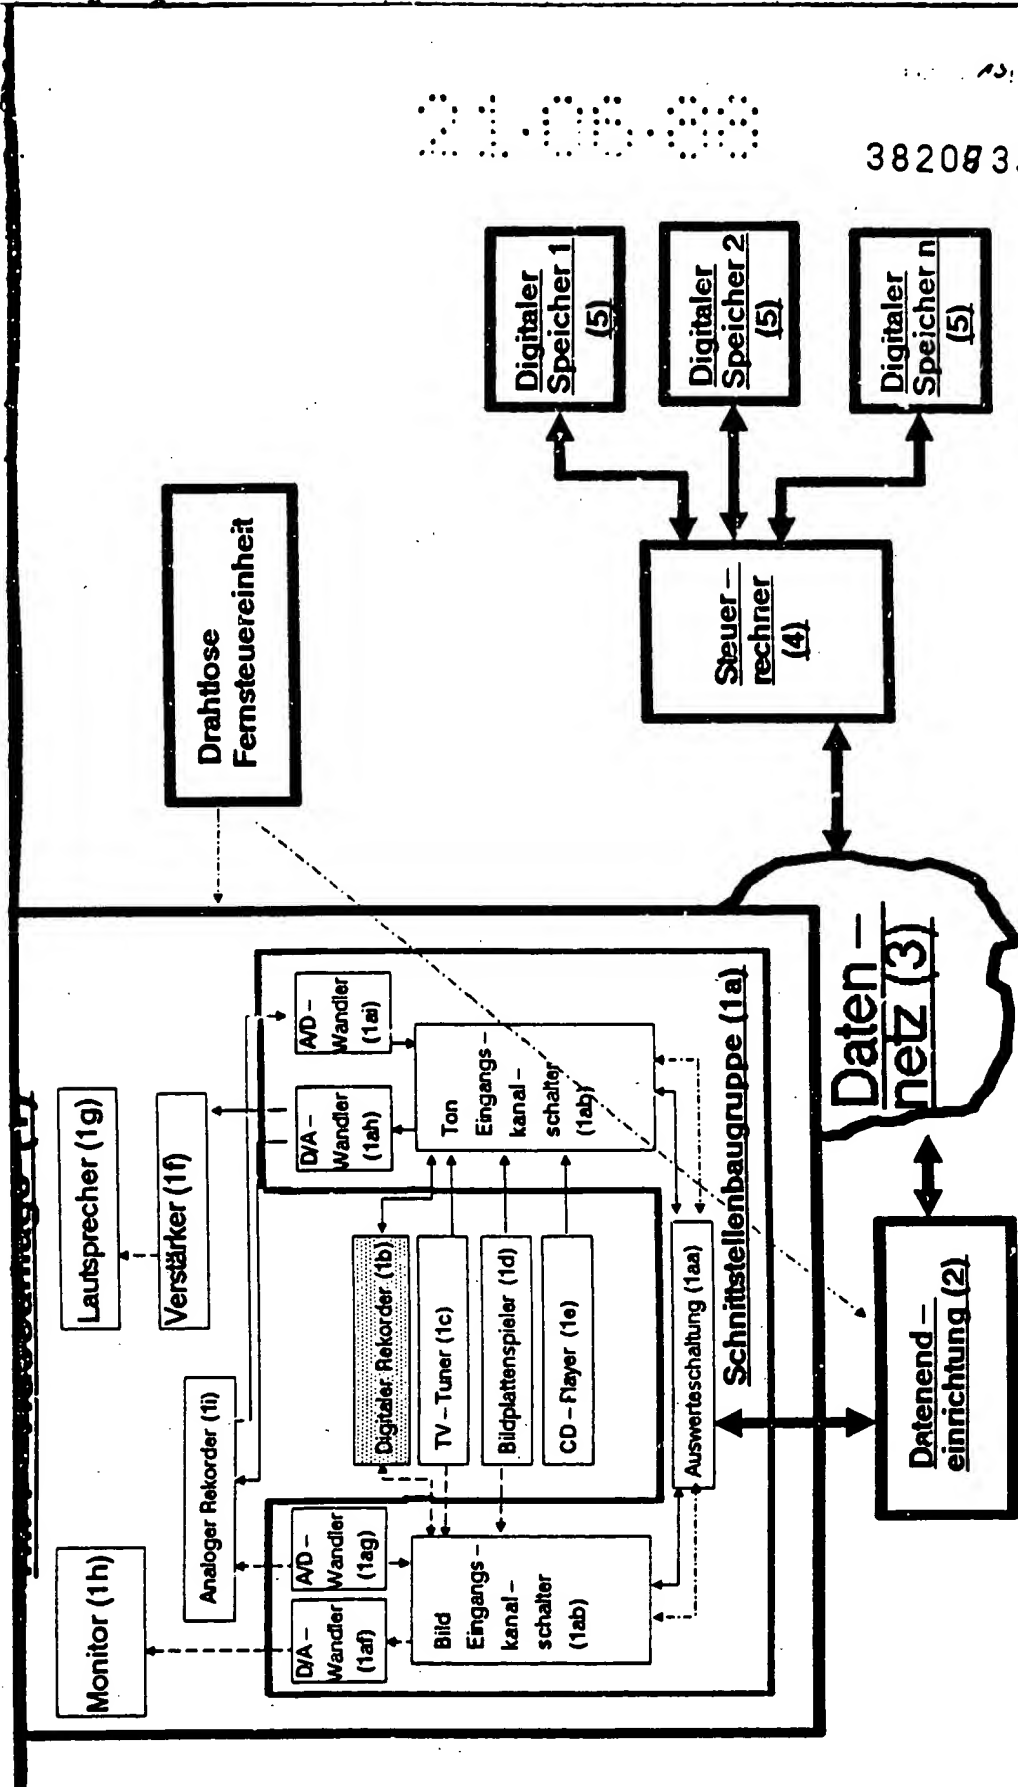 21·06·88
Drahtlose
Fernsteuereinheit
Digitaler
Speicher 1
(5)
Digitaler
Speicher 2
(5)
Digitaler
Speicher n
(5)
Steuer–
rechner
(4)
Daten–
netz (3)
Datenend–
einrichtung (2)
Monitor (1h)
Lautsprecher (1g)
Verstärker (1f)
Analoger Rekorder (1i)
D/A–
Wandler
(1af)
A/D–
Wandler
(1ag)
D/A–
Wandler
(1ah)
A/D–
Wandler
(1ai)
Bild
Eingangs–
kanal–
schalter
(1ab)
Digitaler Rekorder (1b)
TV–Tuner (1c)
Bildplattenspieler (1d)
CD–Player (1e)
Ton
Eingangs–
kanal–
schalter
(1ab)
Auswerteschaltung (1aa)
Schnittstellenbaugruppe (1a)